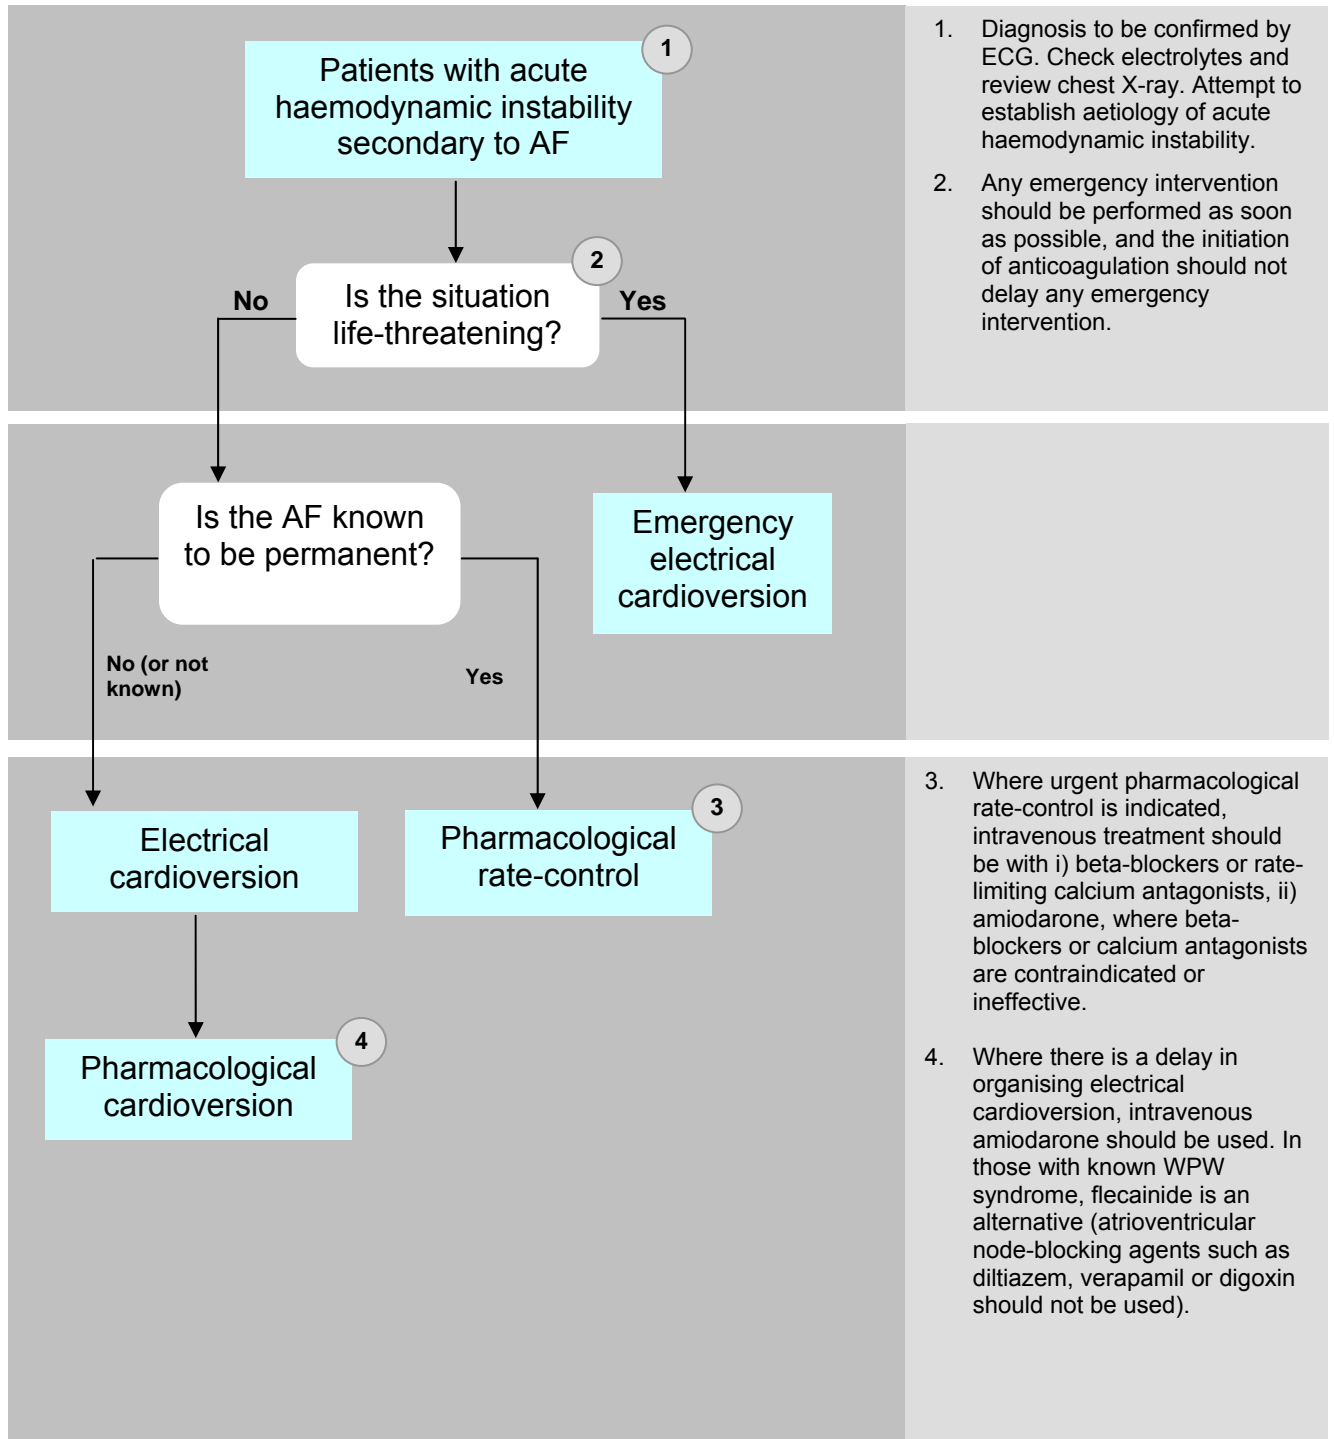 Patients with acute
haemodynamic instability
secondary to AF
1
1. Diagnosis to be confirmed by
ECG. Check electrolytes and
review chest X-ray. Attempt to
establish aetiology of acute
haemodynamic instability.
2. Any emergency intervention
should be performed as soon
as possible, and the initiation
of anticoagulation should not
delay any emergency
intervention.
2
No
Is the situation
life-threatening?
Yes
Is the AF known
to be permanent?
Emergency
electrical
cardioversion
No (or not
known)
Yes
Electrical
cardioversion
Pharmacological
rate-control
3
Pharmacological
cardioversion
4
3. Where urgent pharmacological
rate-control is indicated,
intravenous treatment should
be with i) beta-blockers or rate-
limiting calcium antagonists, ii)
amiodarone, where beta-
blockers or calcium antagonists
are contraindicated or
ineffective.
4. Where there is a delay in
organising electrical
cardioversion, intravenous
amiodarone should be used. In
those with known WPW
syndrome, flecainide is an
alternative (atrioventricular
node-blocking agents such as
diltiazem, verapamil or digoxin
should not be used).